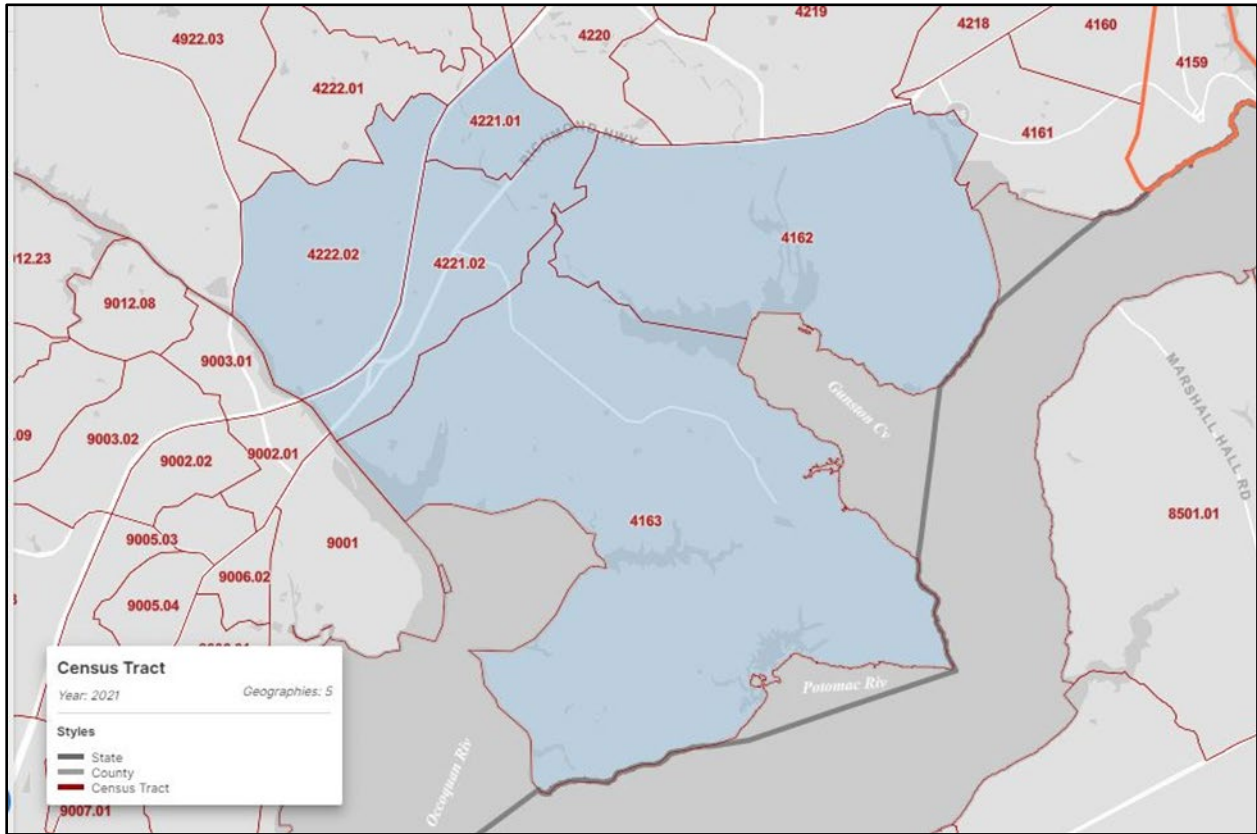 4219
4218
4160
4922.03
4220
4159
4222.01
4221.01
RICHMOND HWY
4161
4162
4222.02
4221.02
012.23
9012.08
9003.01
MARSHALL HALL RD
Gunston Cv
.09
9003.02
9002.02
9002.01
4163
8501.01
9001
9005.03
9006.02
9005.04
Census Tract
Year: 2021
Geographies: 5
Potomac Riv
Styles
State
County
Census Tract
Occoquan Riv
9007.01